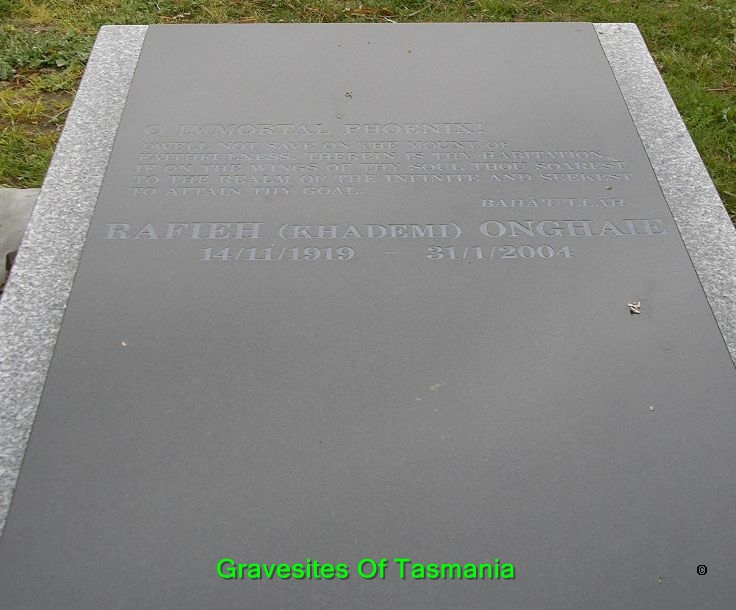 O IMMORTAL PHOENIX!
DWELL NOT SAVE ON THE MOUNT OF
FAITHFULNESS. THEREIN IS THY HABITATION,
IF ON THE WINGS OF THY SOUL THOU SOAREST
TO THE REALM OF THE INFINITE AND SEEKEST
TO ATTAIN THY GOAL.
BAHÁ'U'LLÁH
RAFIEH (KHADEMI) ONGHAIE
14/11/1919 – 31/1/2004
Gravesites Of Tasmania
©